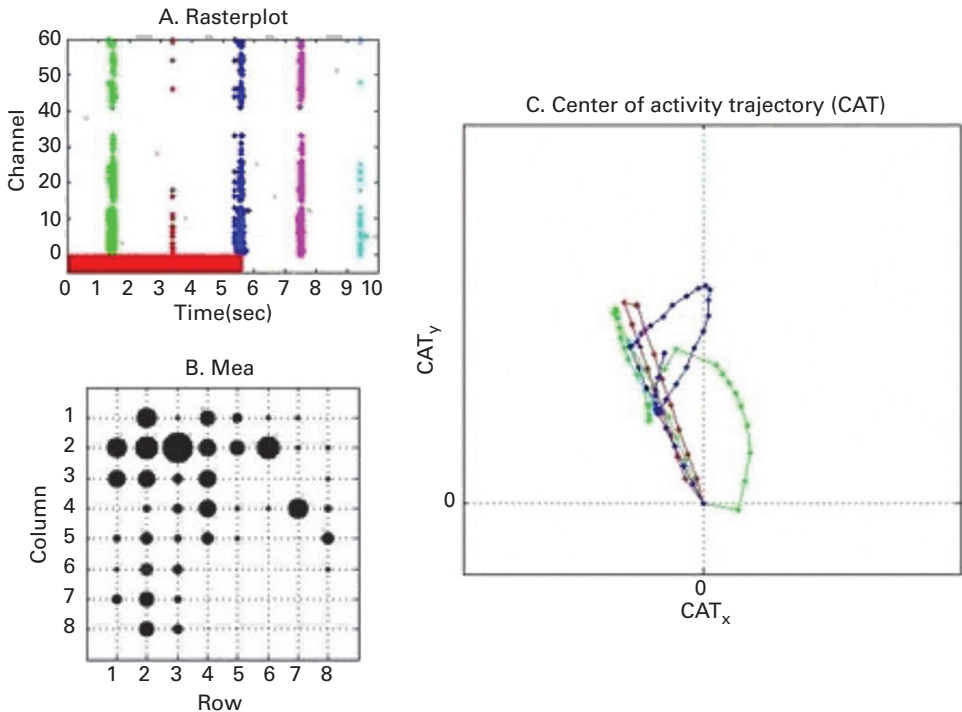 A. Rasterplot
60
50
40
30
20
10
0
Channel
0 1 2 3 4 5 6 7 8 9 10
Time(sec)
B. Mea
1
2
3
4
5
6
7
8
Column
1 2 3 4 5 6 7 8
Row
C. Center of activity trajectory (CAT)
CATy
0
0
CATx